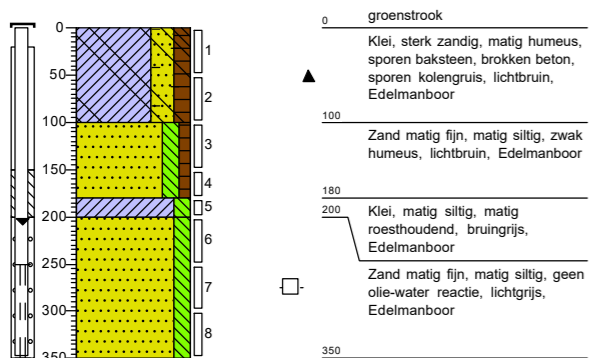 0
50
100
150
200
250
300
350
1
2
3
4
5
6
7
8
0
groenstrook
Klei, sterk zandig, matig humeus,
sporen baksteen, brokken beton,
sporen kolengruis, lichtbruin,
Edelmanboor
100
Zand matig fijn, matig siltig, zwak
humeus, lichtbruin, Edelmanboor
180
200
Klei, matig siltig, matig
roesthoudend, bruingrijs,
Edelmanboor
Zand matig fijn, matig siltig, geen
olie-water reactie, lichtgrijs,
Edelmanboor
350